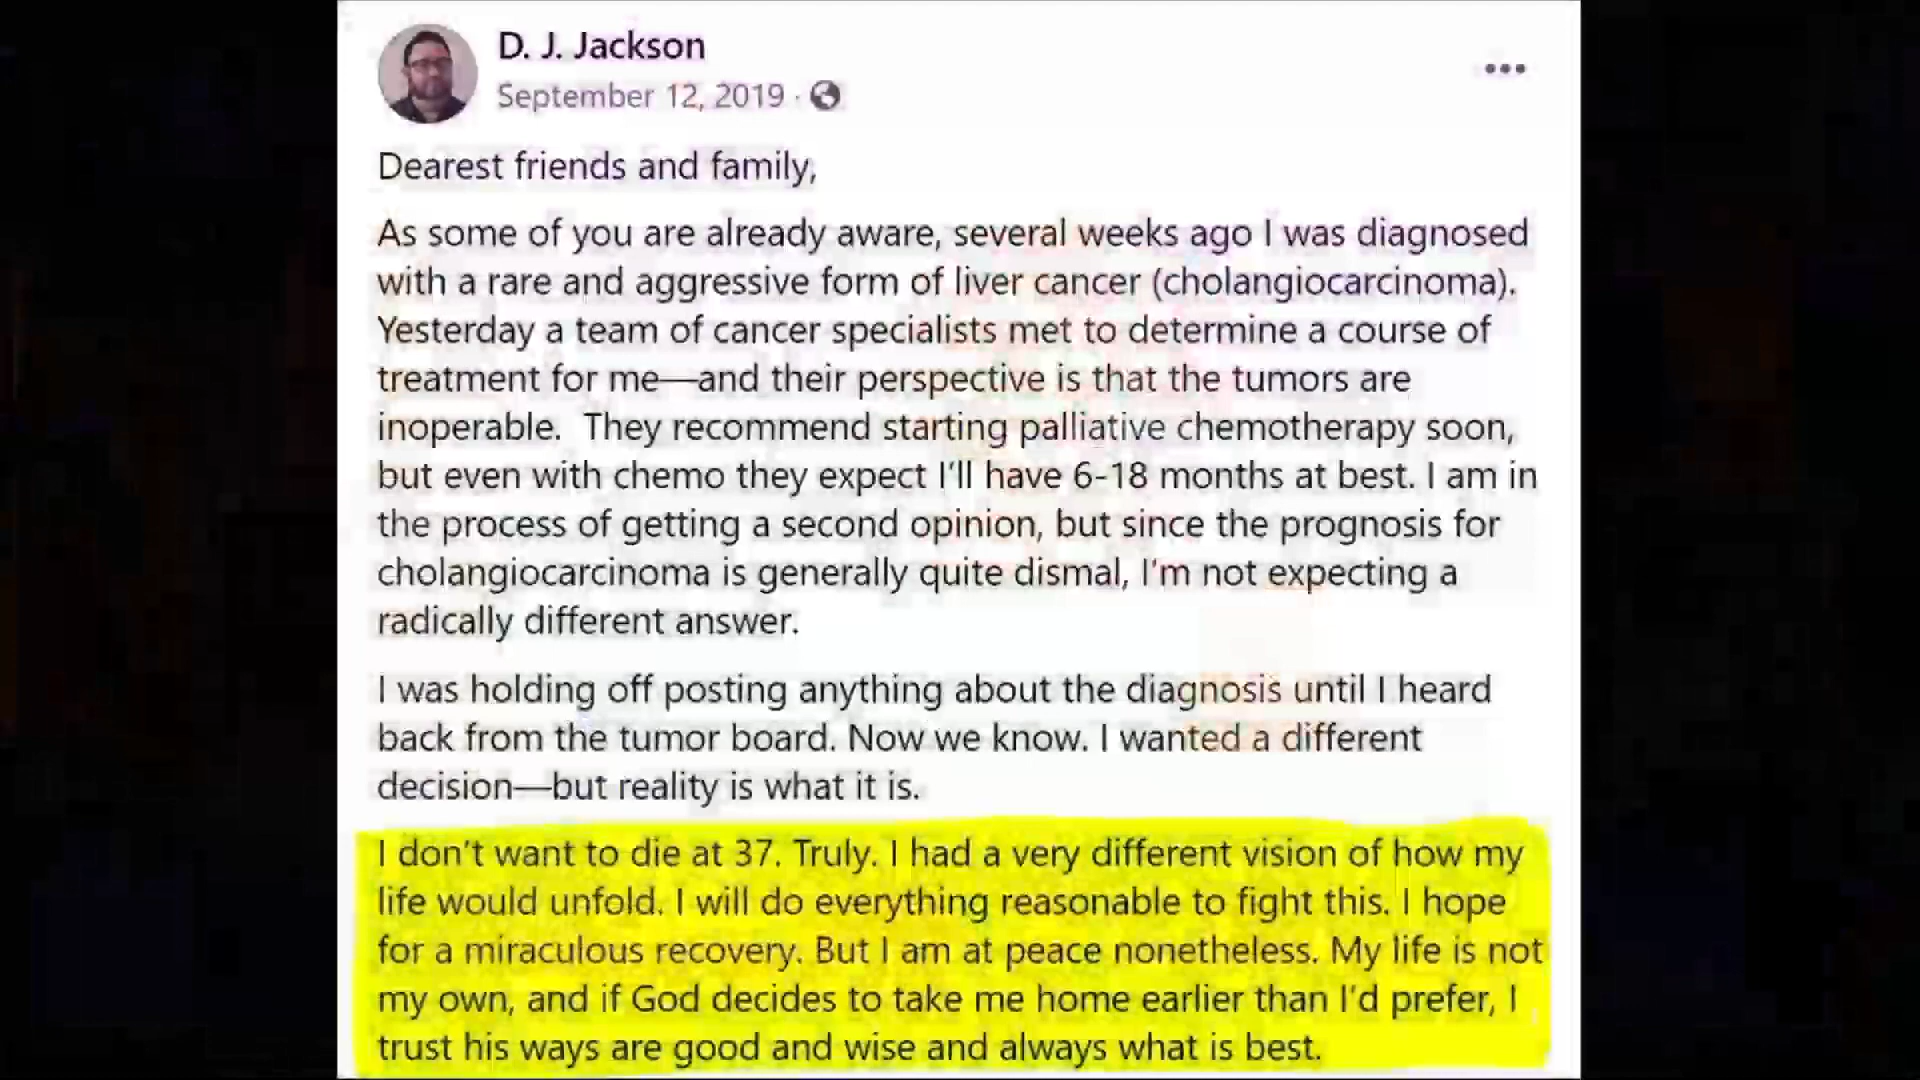 D. J. Jackson
September 12, 2019 ·
Dearest friends and family,
As some of you are already aware, several weeks ago I was diagnosed
with a rare and aggressive form of liver cancer (cholangiocarcinoma).
Yesterday a team of cancer specialists met to determine a course of
treatment for me—and their perspective is that the tumors are
inoperable.  They recommend starting palliative chemotherapy soon,
but even with chemo they expect I'll have 6-18 months at best. I am in
the process of getting a second opinion, but since the prognosis for
cholangiocarcinoma is generally quite dismal, I'm not expecting a
radically different answer.
I was holding off posting anything about the diagnosis until I heard
back from the tumor board. Now we know. I wanted a different
decision—but reality is what it is.
I don't want to die at 37. Truly. I had a very different vision of how my
life would unfold. I will do everything reasonable to fight this. I hope
for a miraculous recovery. But I am at peace nonetheless. My life is not
my own, and if God decides to take me home earlier than I'd prefer, I
trust his ways are good and wise and always what is best.